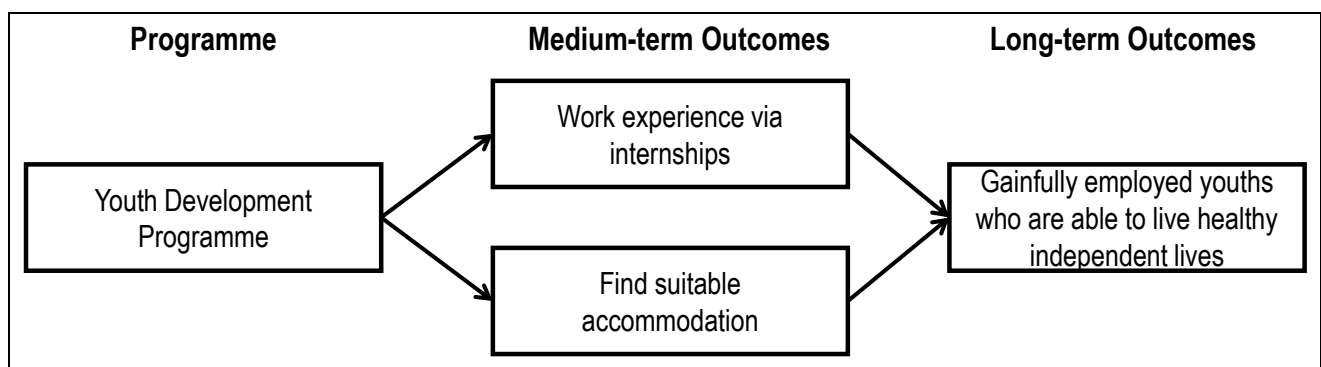 Programme
Medium-term Outcomes
Long-term Outcomes
Youth Development
Programme
Work experience via
internships
Find suitable
accommodation
Gainfully employed youths
who are able to live healthy
independent lives